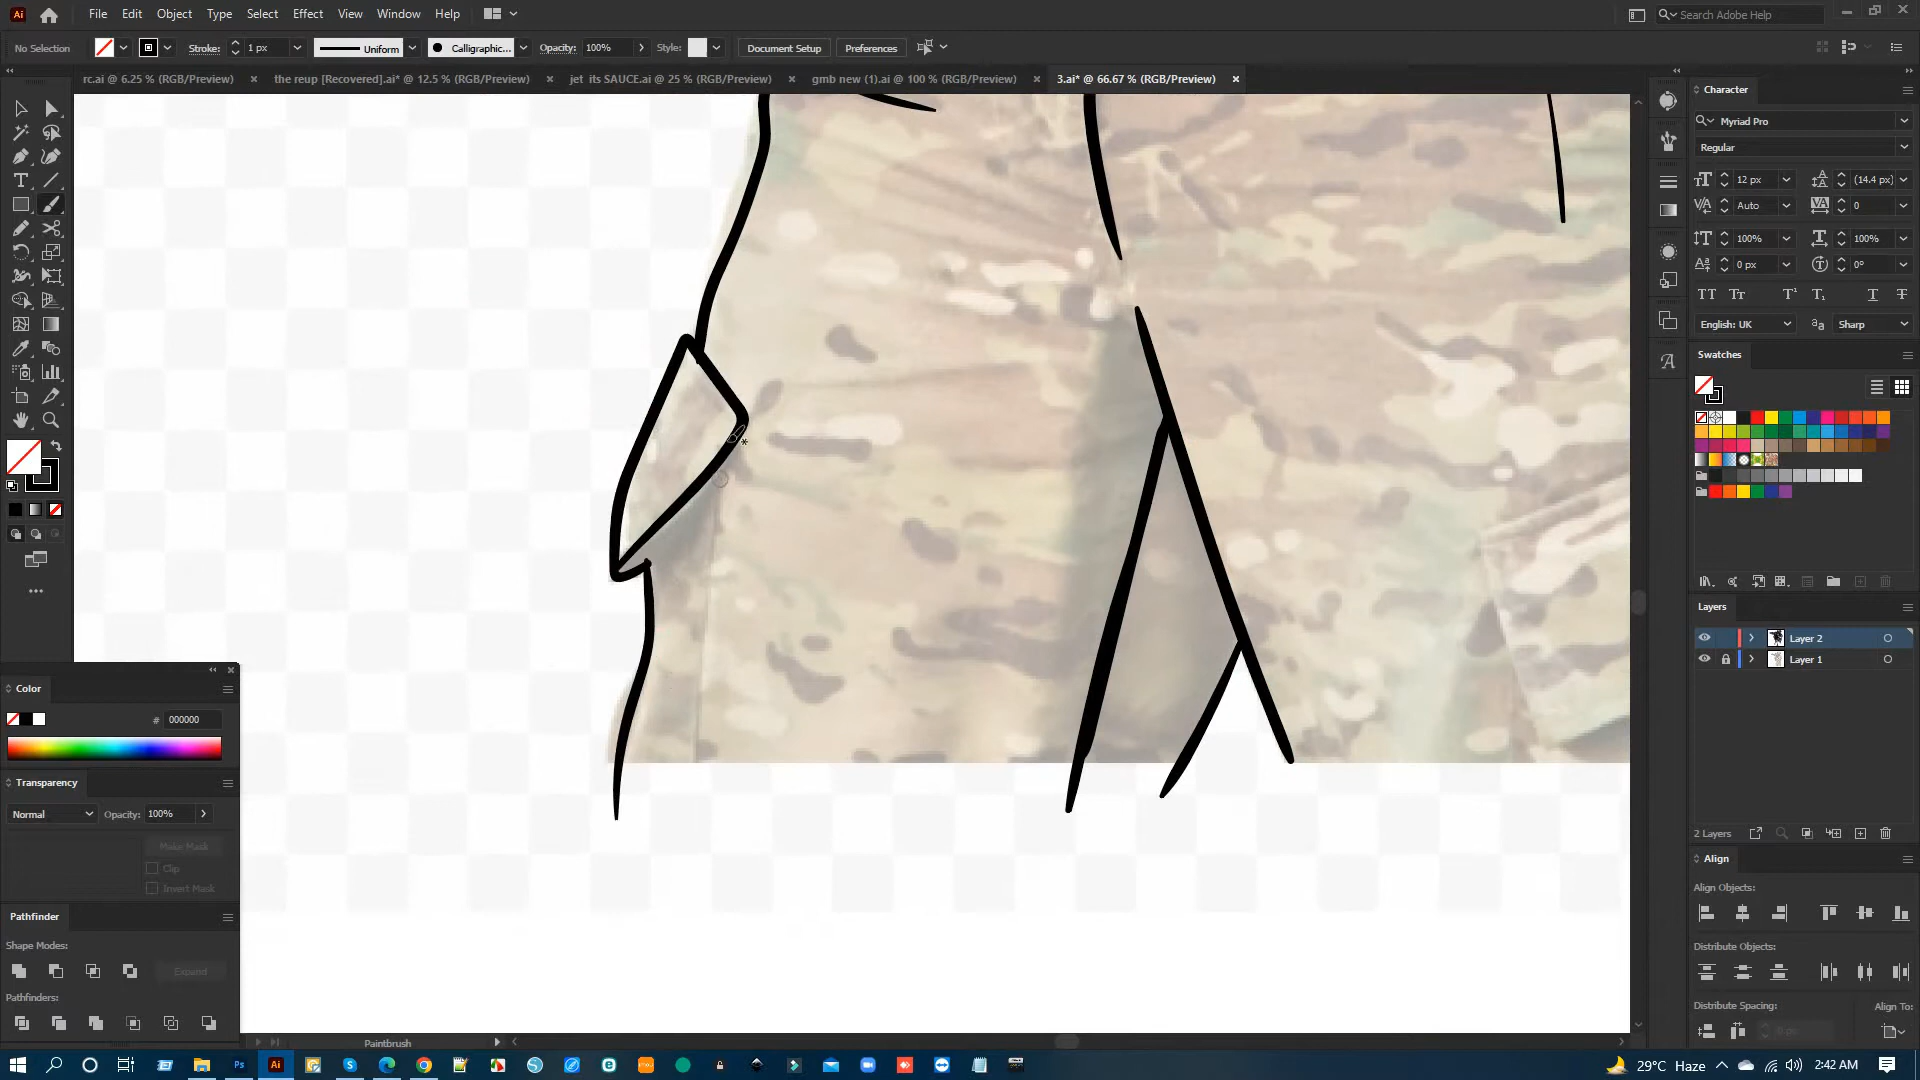 Ai File Edit Object Type Select Effect View Window Help Search Adobe Help
No Selection Stroke: 1 px Uniform Calligraphic... Opacity: 100% Style: Document Setup Preferences
rc.ai @ 6.25 % (RGB/Preview) the reup [Recovered].ai* @ 12.5 % (RGB/Preview) jet its SAUCE.ai @ 25 % (RGB/Preview) gmb new (1).ai @ 100 % (RGB/Preview) 3.ai* @ 66.67 % (RGB/Preview)
Character
Myriad Pro
Regular
12 px (14.4 px)
Auto 0
100% 100%
0 px 0°
English: UK Sharp
Swatches
Layers
Layer 2
Layer 1
2 Layers
Color
# 000000
Transparency
Normal Opacity: 100%
Make Mask
Clip
Invert Mask
Pathfinder
Shape Modes:
Expand
Pathfinders:
Align
Align Objects:
Distribute Objects:
Distribute Spacing: Align To:
0 px
Paintbrush
29°C Haze 2:42 AM